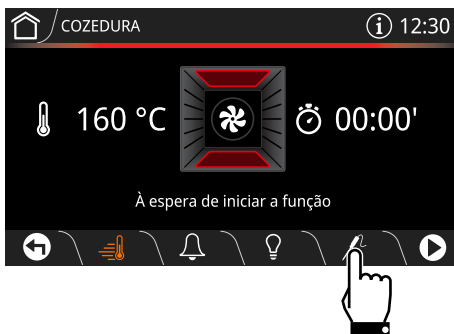 COZEDURA
i 12:30
160 °C
00:00'
À espera de iniciar a função